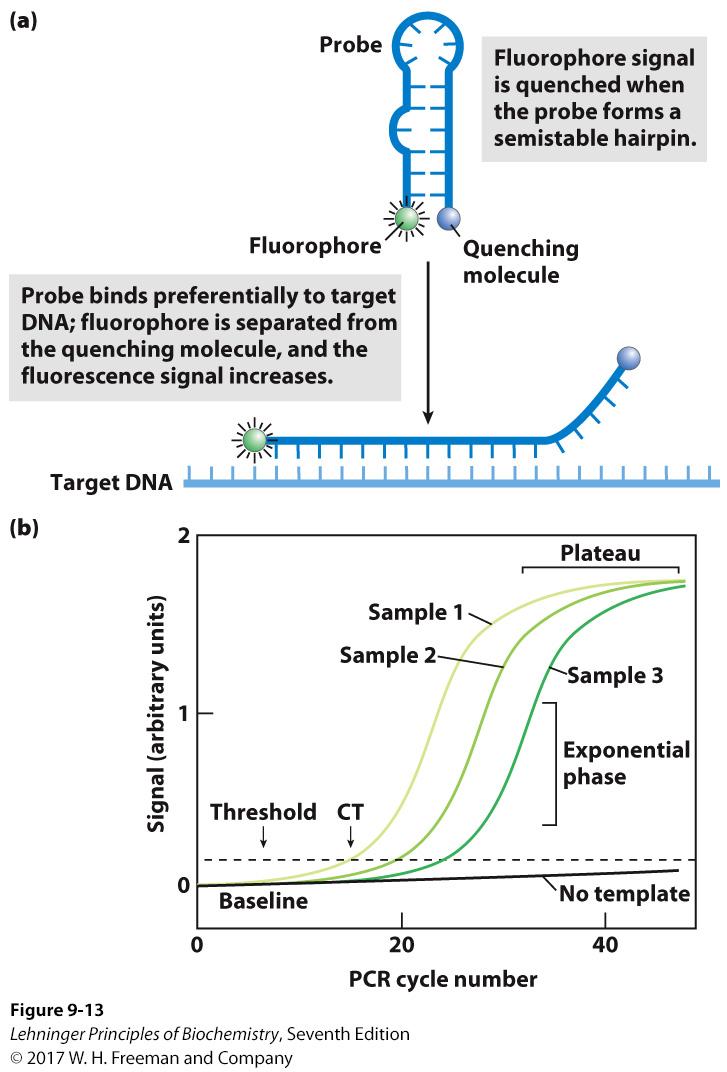 (a)
Probe
Fluorophore signal
is quenched when
the probe forms a
semistable hairpin.
Fluorophore
Quenching
molecule
Probe binds preferentially to target
DNA; fluorophore is separated from
the quenching molecule, and the
fluorescence signal increases.
Target DNA
(b)
2
Plateau
Sample 1
Sample 2
Sample 3
1
Signal (arbitrary units)
Exponential
phase
Threshold
CT
0
Baseline
No template
0
20
40
PCR cycle number
Figure 9-13
Lehninger Principles of Biochemistry, Seventh Edition
© 2017 W. H. Freeman and Company